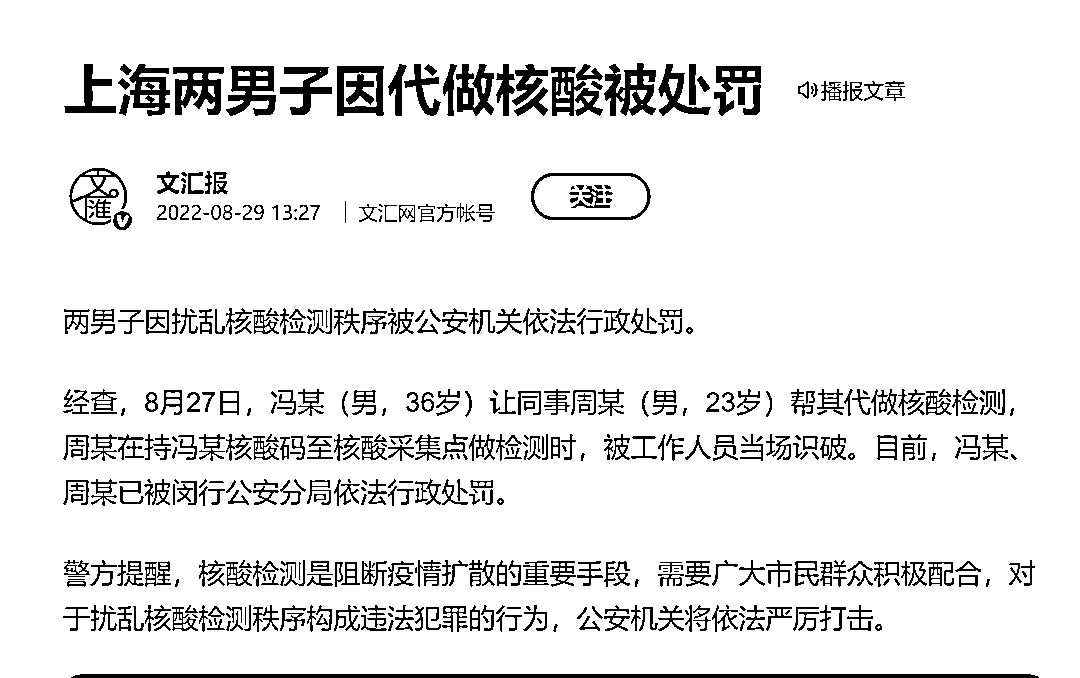 上海两男子因代做核酸被处罚
播报文章
文汇报
2022-08-29 13:27 | 文汇网官方帐号
关注
文匯
两男子因扰乱核酸检测秩序被公安机关依法行政处罚。
经查，8月27日，冯某（男，36岁）让同事周某（男，23岁）帮其代做核酸检测，
周某在持冯某核酸码至核酸采集点做检测时，被工作人员当场识破。目前，冯某、
周某已被闵行公安分局依法行政处罚。
警方提醒，核酸检测是阻断疫情扩散的重要手段，需要广大市民群众积极配合，对
于扰乱核酸检测秩序构成违法犯罪的行为，公安机关将依法严厉打击。